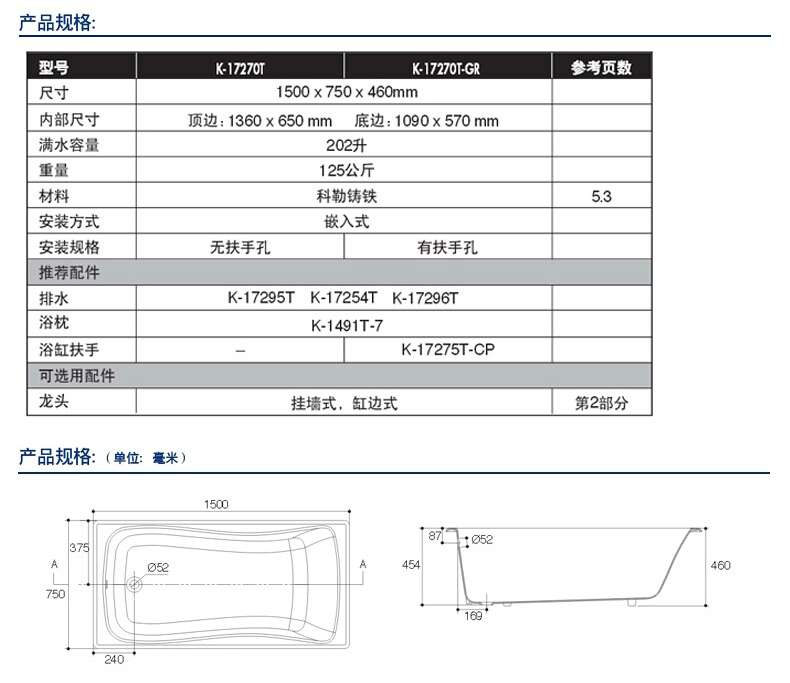 产品规格:
型号 K-17270T K-17270T-GR 参考页数
尺寸 1500 x 750 x 460mm
内部尺寸 顶边: 1360 x 650 mm 底边: 1090 x 570 mm
满水容量 202升
重量 125公斤
材料 科勒铸铁 5.3
安装方式 嵌入式
安装规格 无扶手孔 有扶手孔
推荐配件
排水 K-17295T K-17254T K-17296T
浴枕 K-1491T-7
浴缸扶手 – K-17275T-CP
可选用配件
龙头 挂墙式, 缸边式 第2部分
产品规格: (单位: 毫米)
1500
375
A
A
Ø52
750
240
87
Ø52
454
460
169